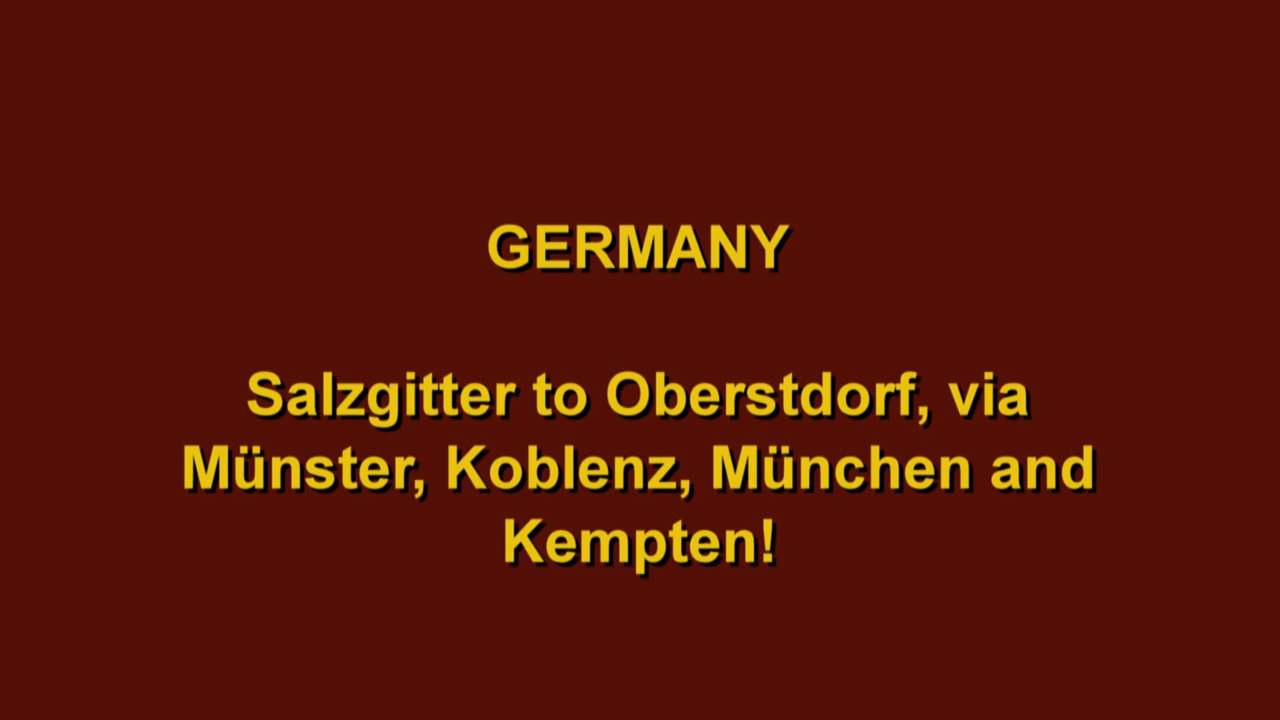 GERMANY
Salzgitter to Oberstdorf, via
Münster, Koblenz, München and
Kempten!